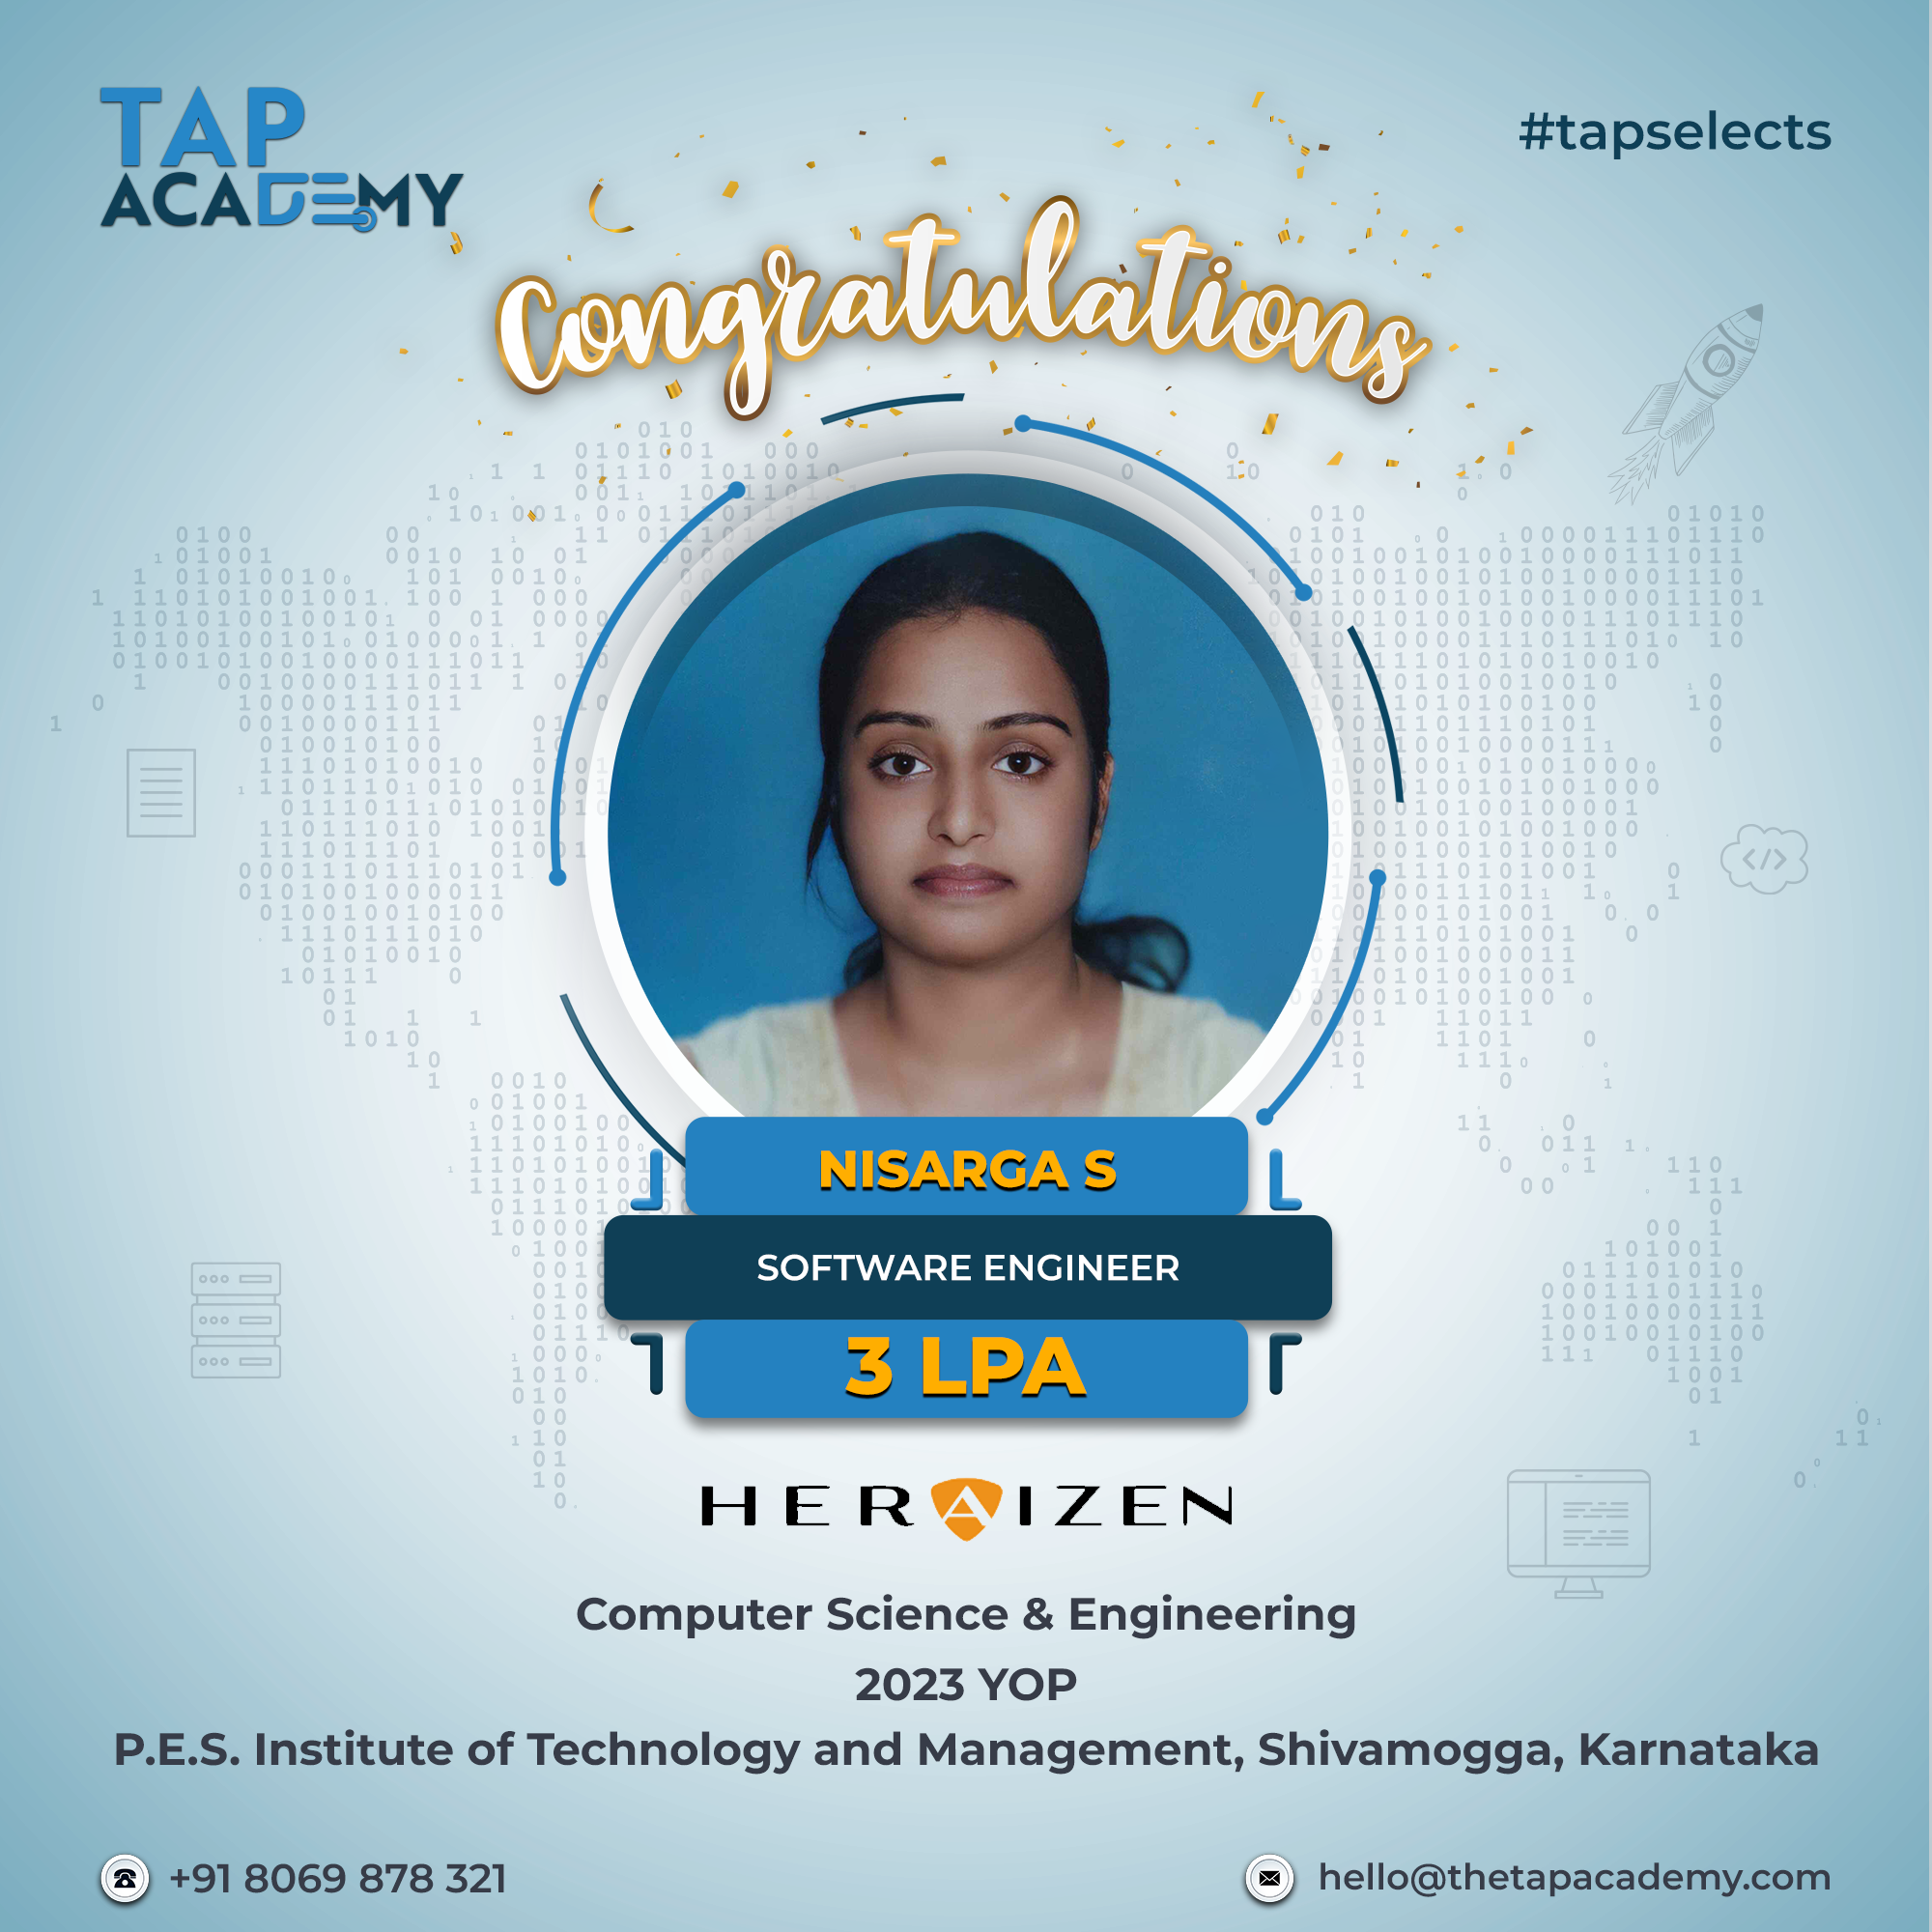 TAP
ACADEMY
#tapselects
Congratulations
NISARGA S
SOFTWARE ENGINEER
3 LPA
HERAIZEN
Computer Science & Engineering
2023 YOP
P.E.S. Institute of Technology and Management, Shivamogga, Karnataka
+91 8069 878 321
hello@thetapacademy.com